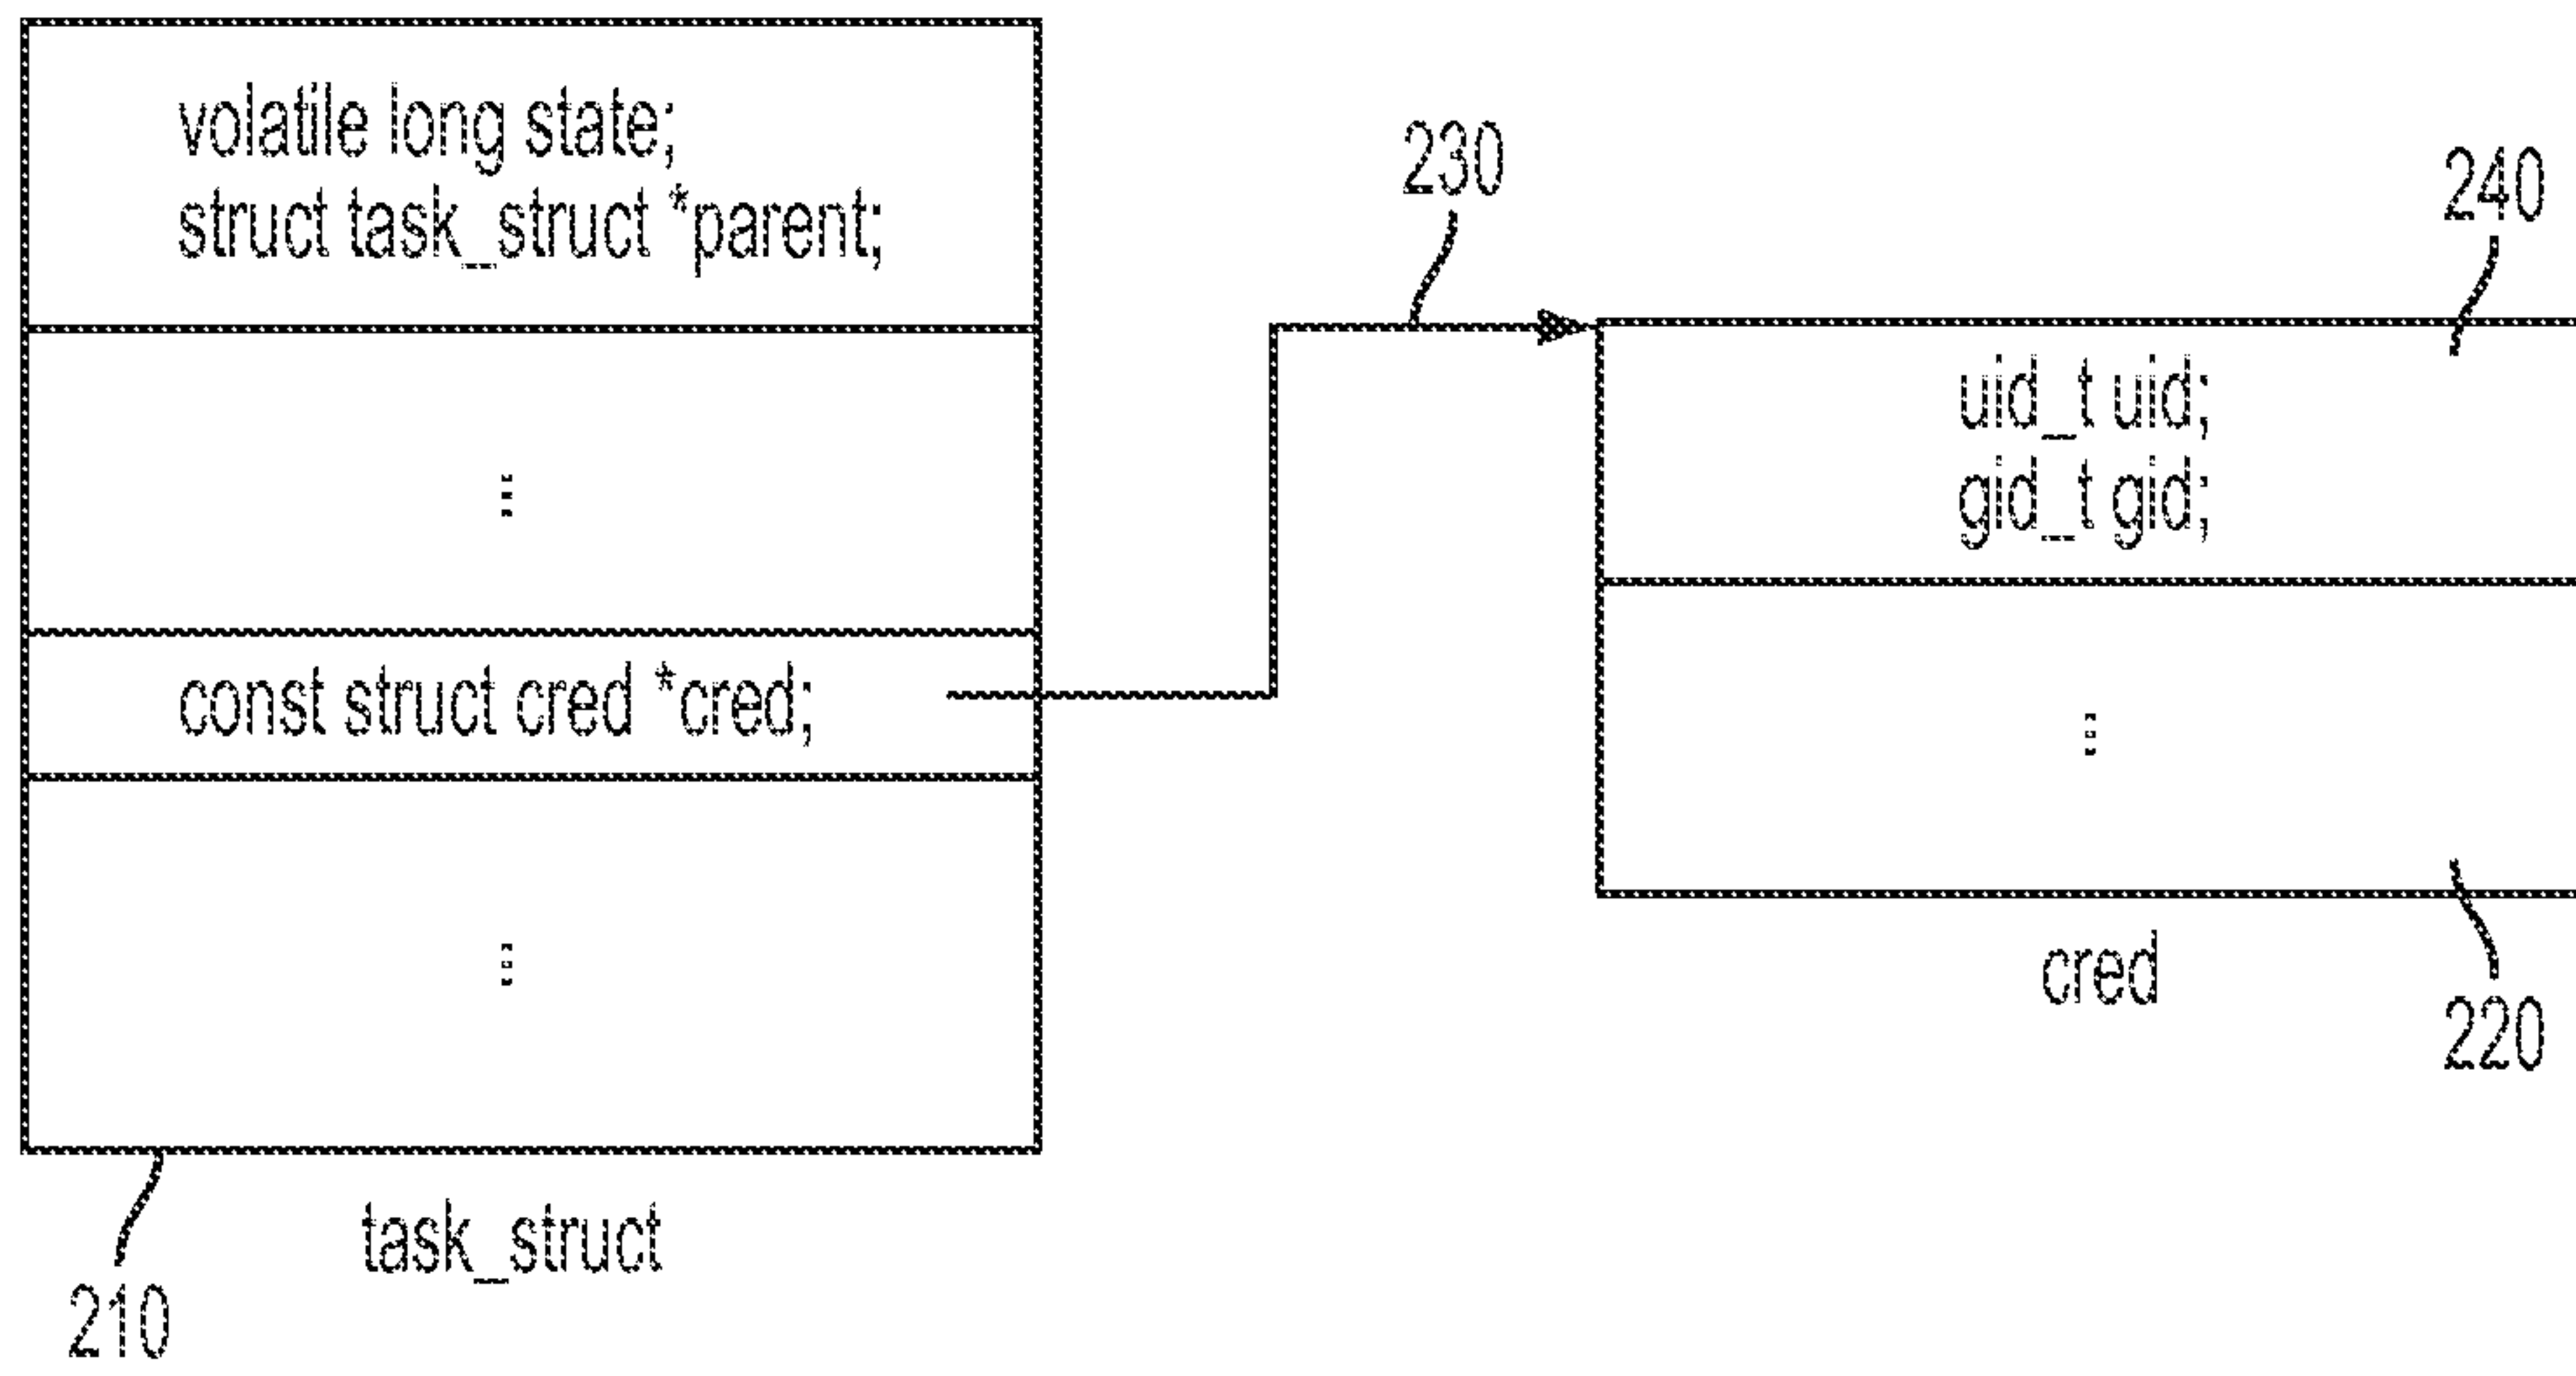 volatile long state;
struct task_struct *parent;
const struct cred *cred;
task_struct
210
230
240
uid_t uid;
gid_t gid;
cred
220